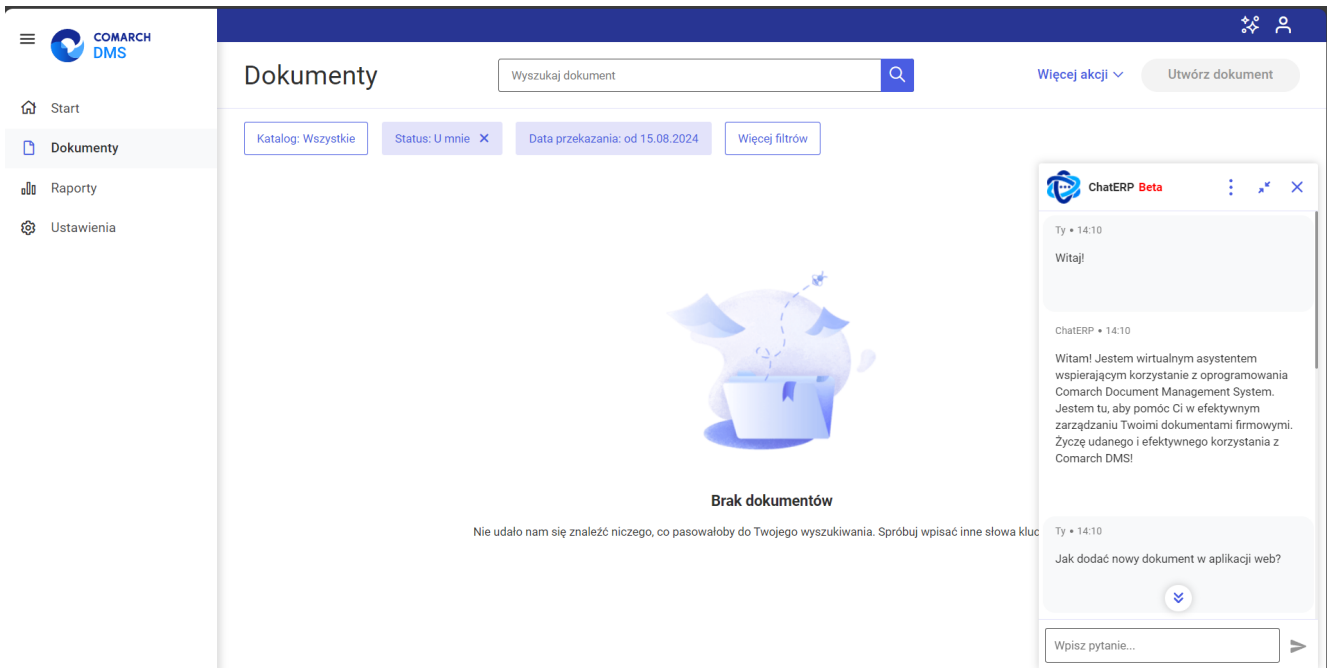 COMARCH
DMS
Start
Dokumenty
Raporty
Ustawienia
Dokumenty
Wyszukaj dokument
Więcej akcji
Utwórz dokument
Katalog: Wszystkie
Status: U mnie
Data przekazania: od 15.08.2024
Więcej filtrów
Brak dokumentów
Nie udało nam się znaleźć niczego, co pasowałoby do Twojego wyszukiwania. Spróbuj wpisać inne słowa
ChatERP Beta
Ty • 14:10
Witaj!
ChatERP • 14:10
Witam! Jestem wirtualnym asystentem
wspierającym korzystanie z oprogramowania
Comarch Document Management System.
Jestem tu, aby pomóc Ci w efektywnym
zarządzaniu Twoimi dokumentami firmowymi.
Życzę udanego i efektywnego korzystania z
Comarch DMS!
Ty • 14:10
Jak dodać nowy dokument w aplikacji web?
Wpisz pytanie...